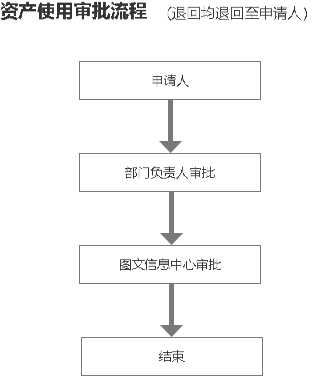 资产使用审批流程 （退回均退回至申请人）
申请人
部门负责人审批
图文信息中心审批
结束